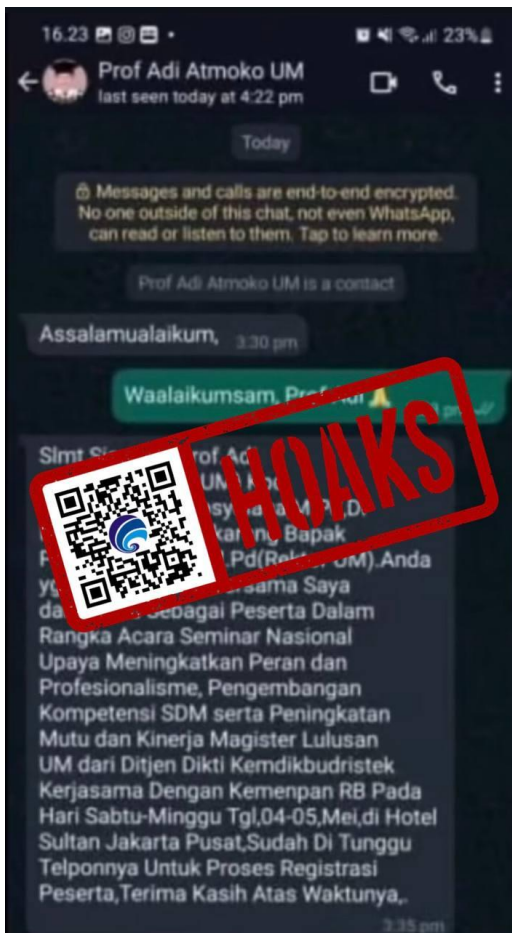 16.23
23%
Prof Adi Atmoko UM
last seen today at 4:22 pm
Today
Messages and calls are end-to-end encrypted.
No one outside of this chat, not even WhatsApp,
can read or listen to them. Tap to learn more.
Prof Adi Atmoko UM is a contact
Assalamualaikum,
3:30 pm
Waalaikumsam, Prof
HOAKS
Slmt
UM
Bapak
.Pd(Rektor UM).Anda
Saya
Sebagai Peserta Dalam
Rangka Acara Seminar Nasional
Upaya Meningkatkan Peran dan
Profesionalisme, Pengembangan
Kompetensi SDM serta Peningkatan
Mutu dan Kinerja Magister Lulusan
UM dari Ditjen Dikti Kemdikbudristek
Kerjasama Dengan Kemenpan RB Pada
Hari Sabtu-Minggu Tgl,04-05,Mei,di Hotel
Sultan Jakarta Pusat,Sudah Di Tunggu
Telponnya Untuk Proses Registrasi
Peserta,Terima Kasih Atas Waktunya,.
3:35 pm